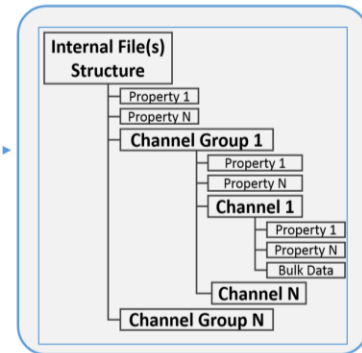 Internal File(s)
Structure
Property 1
Property N
Channel Group 1
Property 1
Property N
Channel 1
Property 1
Property N
Bulk Data
Channel N
Channel Group N